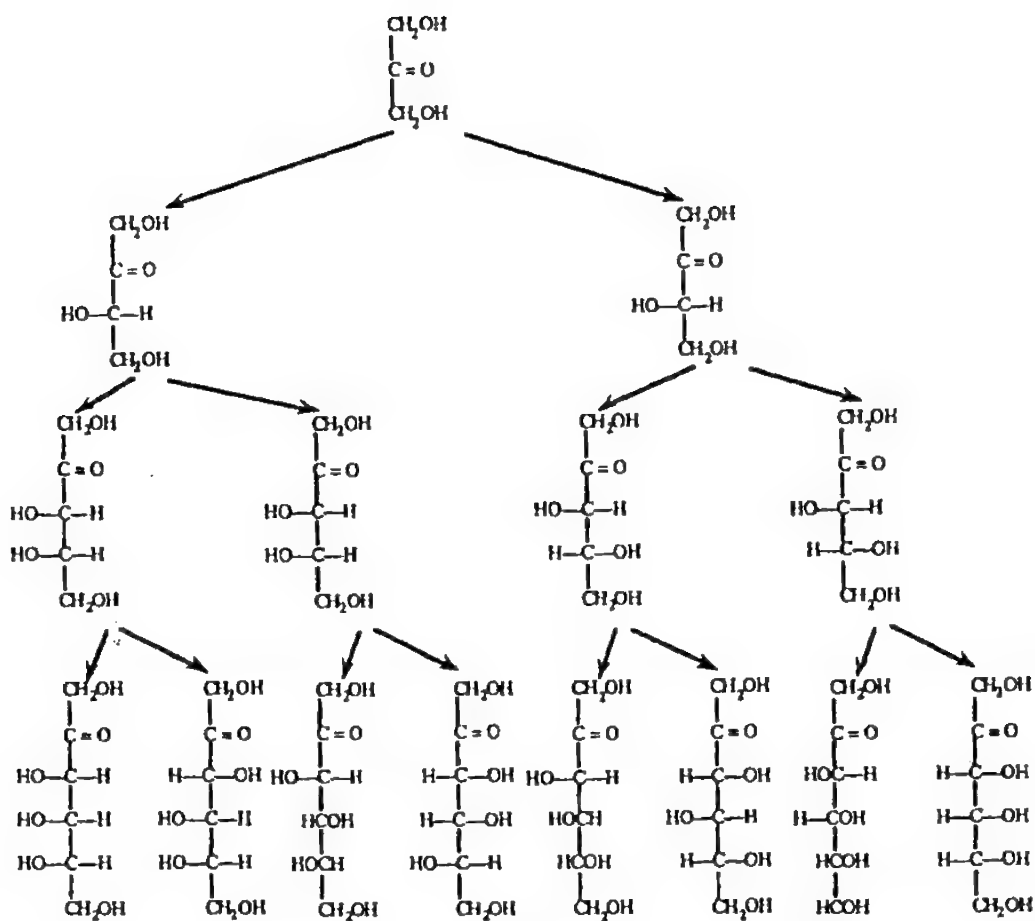 CH₂OH
C=O
CH₂OH
CH₂OH
C=O
HO—C—H
CH₂OH
CH₂OH
C=O
HO—C—H
CH₂OH
CH₂OH
C=O
HO—C—H
HO—C—H
CH₂OH
CH₂OH
C=O
HO—C—H
HO—C—H
CH₂OH
CH₂OH
C=O
HO—C—H
H—C—OH
CH₂OH
CH₂OH
C=O
HO—C—H
H—C—OH
CH₂OH
CH₂OH
C=O
HO—C—H
HO—C—H
HO—C—H
CH₂OH
CH₂OH
C=O
H—C—OH
HO—C—H
HO—C—H
CH₂OH
CH₂OH
C=O
HO—C—H
HCOH
HOCH
CH₂OH
CH₂OH
C=O
H—C—OH
H—C—OH
HO—C—H
CH₂OH
CH₂OH
C=O
HO—C—H
HOCH
HCOH
CH₂OH
CH₂OH
C=O
H—C—OH
HO—C—H
H—C—OH
CH₂OH
CH₂OH
C=O
HO—C—H
H—COH
HCOH
HCOH
CH₂OH
C=O
H—C—OH
H—C—OH
H—C—OH
CH₂OH